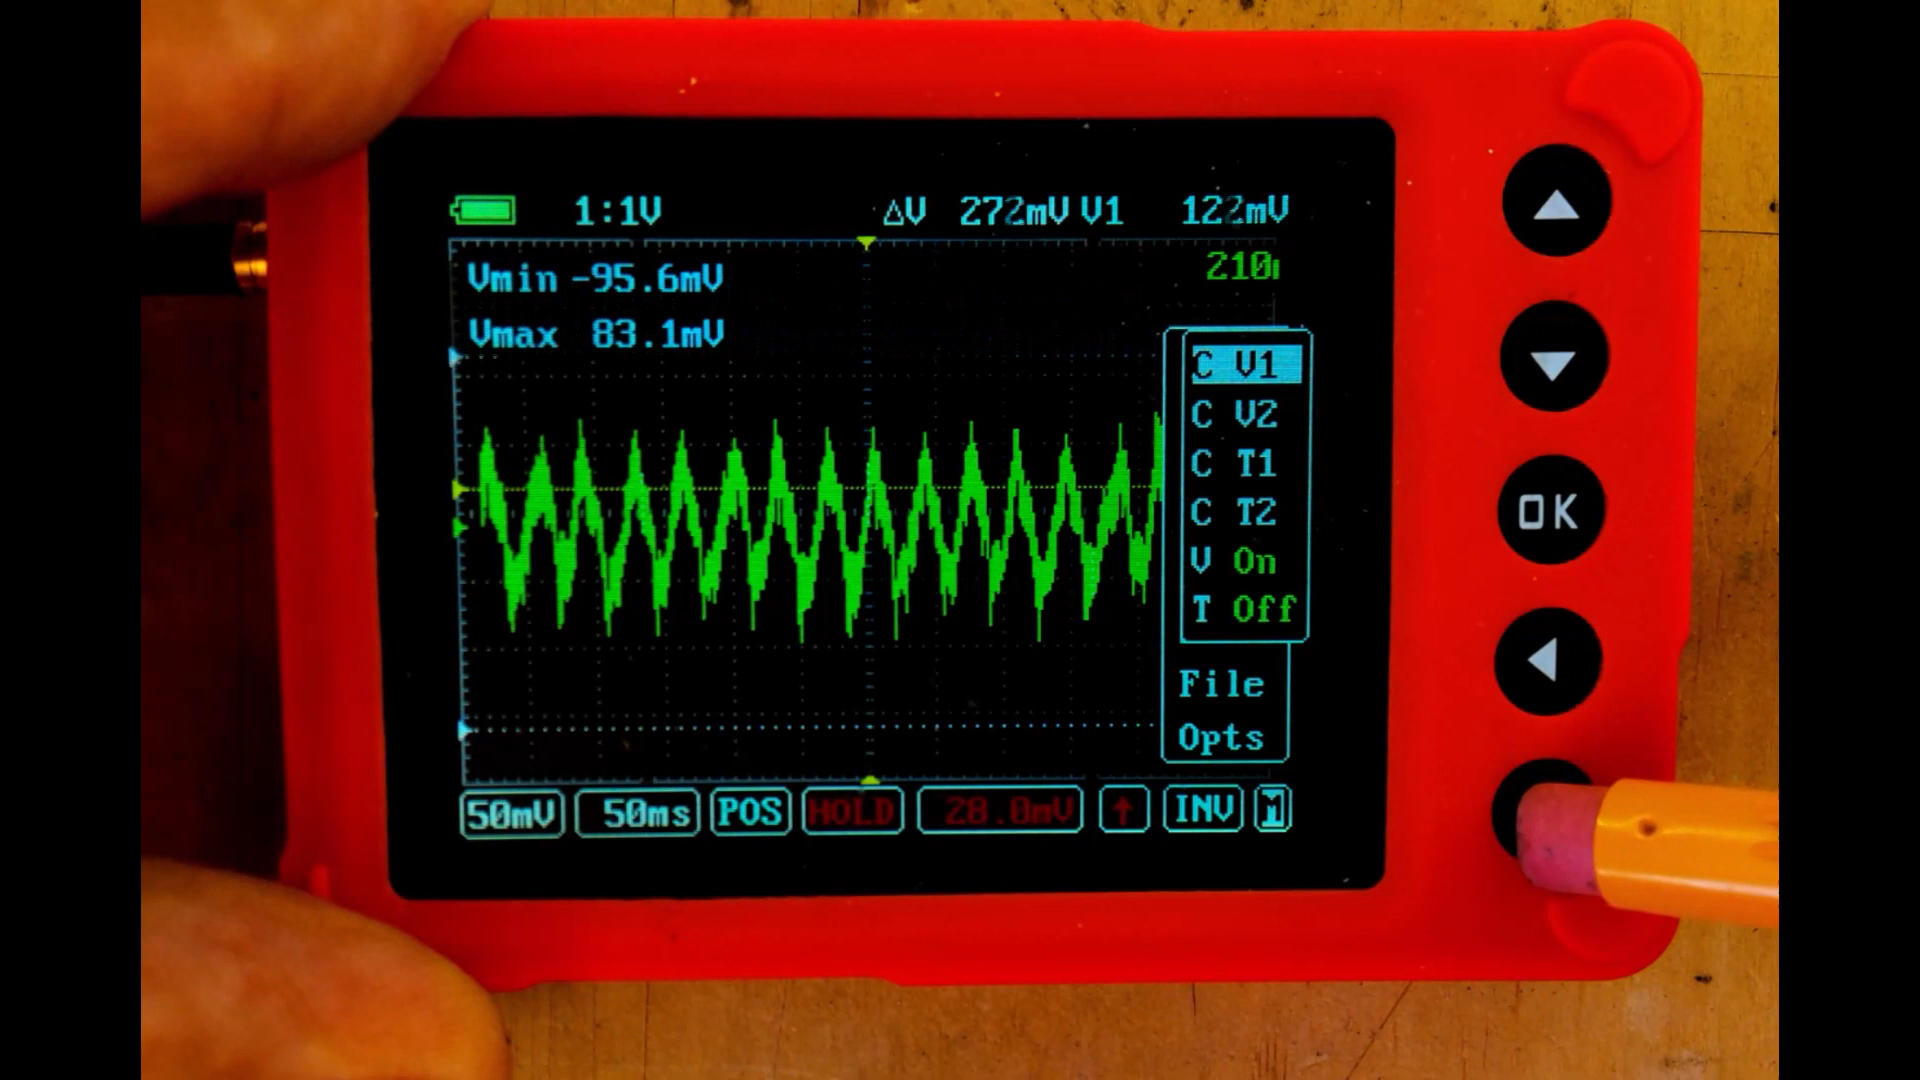 1:1V ΔV 272mV V1 122mV
Vmin -95.6mV
Vmax 83.1mV
C V1
C V2
C T1
C T2
V On
T Off
File
Opts
50mV 50ms POS HOLD 28.0mV ↑ INV M
OK